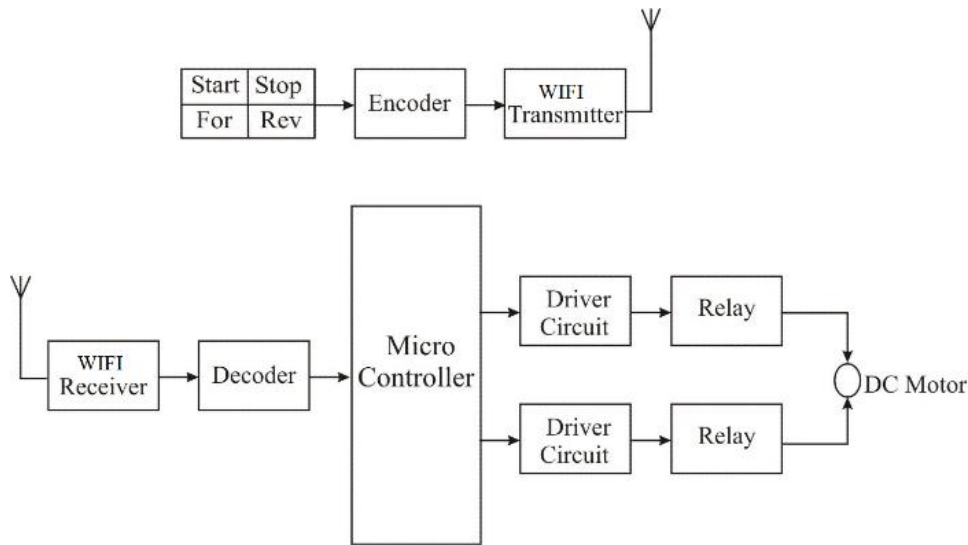 Start Stop
For Rev
Encoder
WIFI
Transmitter
WIFI
Receiver
Decoder
Micro
Controller
Driver
Circuit
Relay
Driver
Circuit
Relay
DC Motor